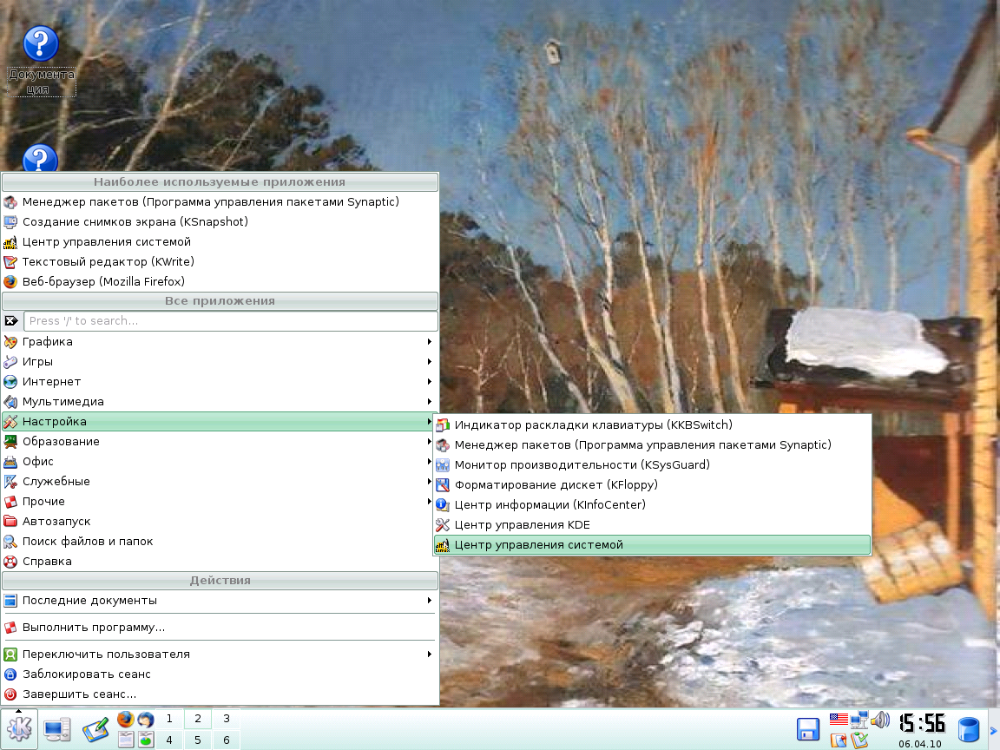 Документа
ция
Наиболее используемые приложения
Менеджер пакетов (Программа управления пакетами Synaptic)
Создание снимков экрана (KSnapshot)
Центр управления системой
Текстовый редактор (KWrite)
Веб-браузер (Mozilla Firefox)
Все приложения
Press '/' to search...
Графика
Игры
Интернет
Мультимедиа
Настройка
Образование
Офис
Служебные
Прочие
Автозапуск
Поиск файлов и папок
Справка
Действия
Последние документы
Выполнить программу...
Переключить пользователя
Заблокировать сеанс
Завершить сеанс...
Индикатор раскладки клавиатуры (KKBSwitch)
Менеджер пакетов (Программа управления пакетами Synaptic)
Монитор производительности (KSysGuard)
Форматирование дискет (KFloppy)
Центр информации (KInfoCenter)
Центр управления KDE
Центр управления системой
1 2 3
4 5 6
15:56
06.04.10